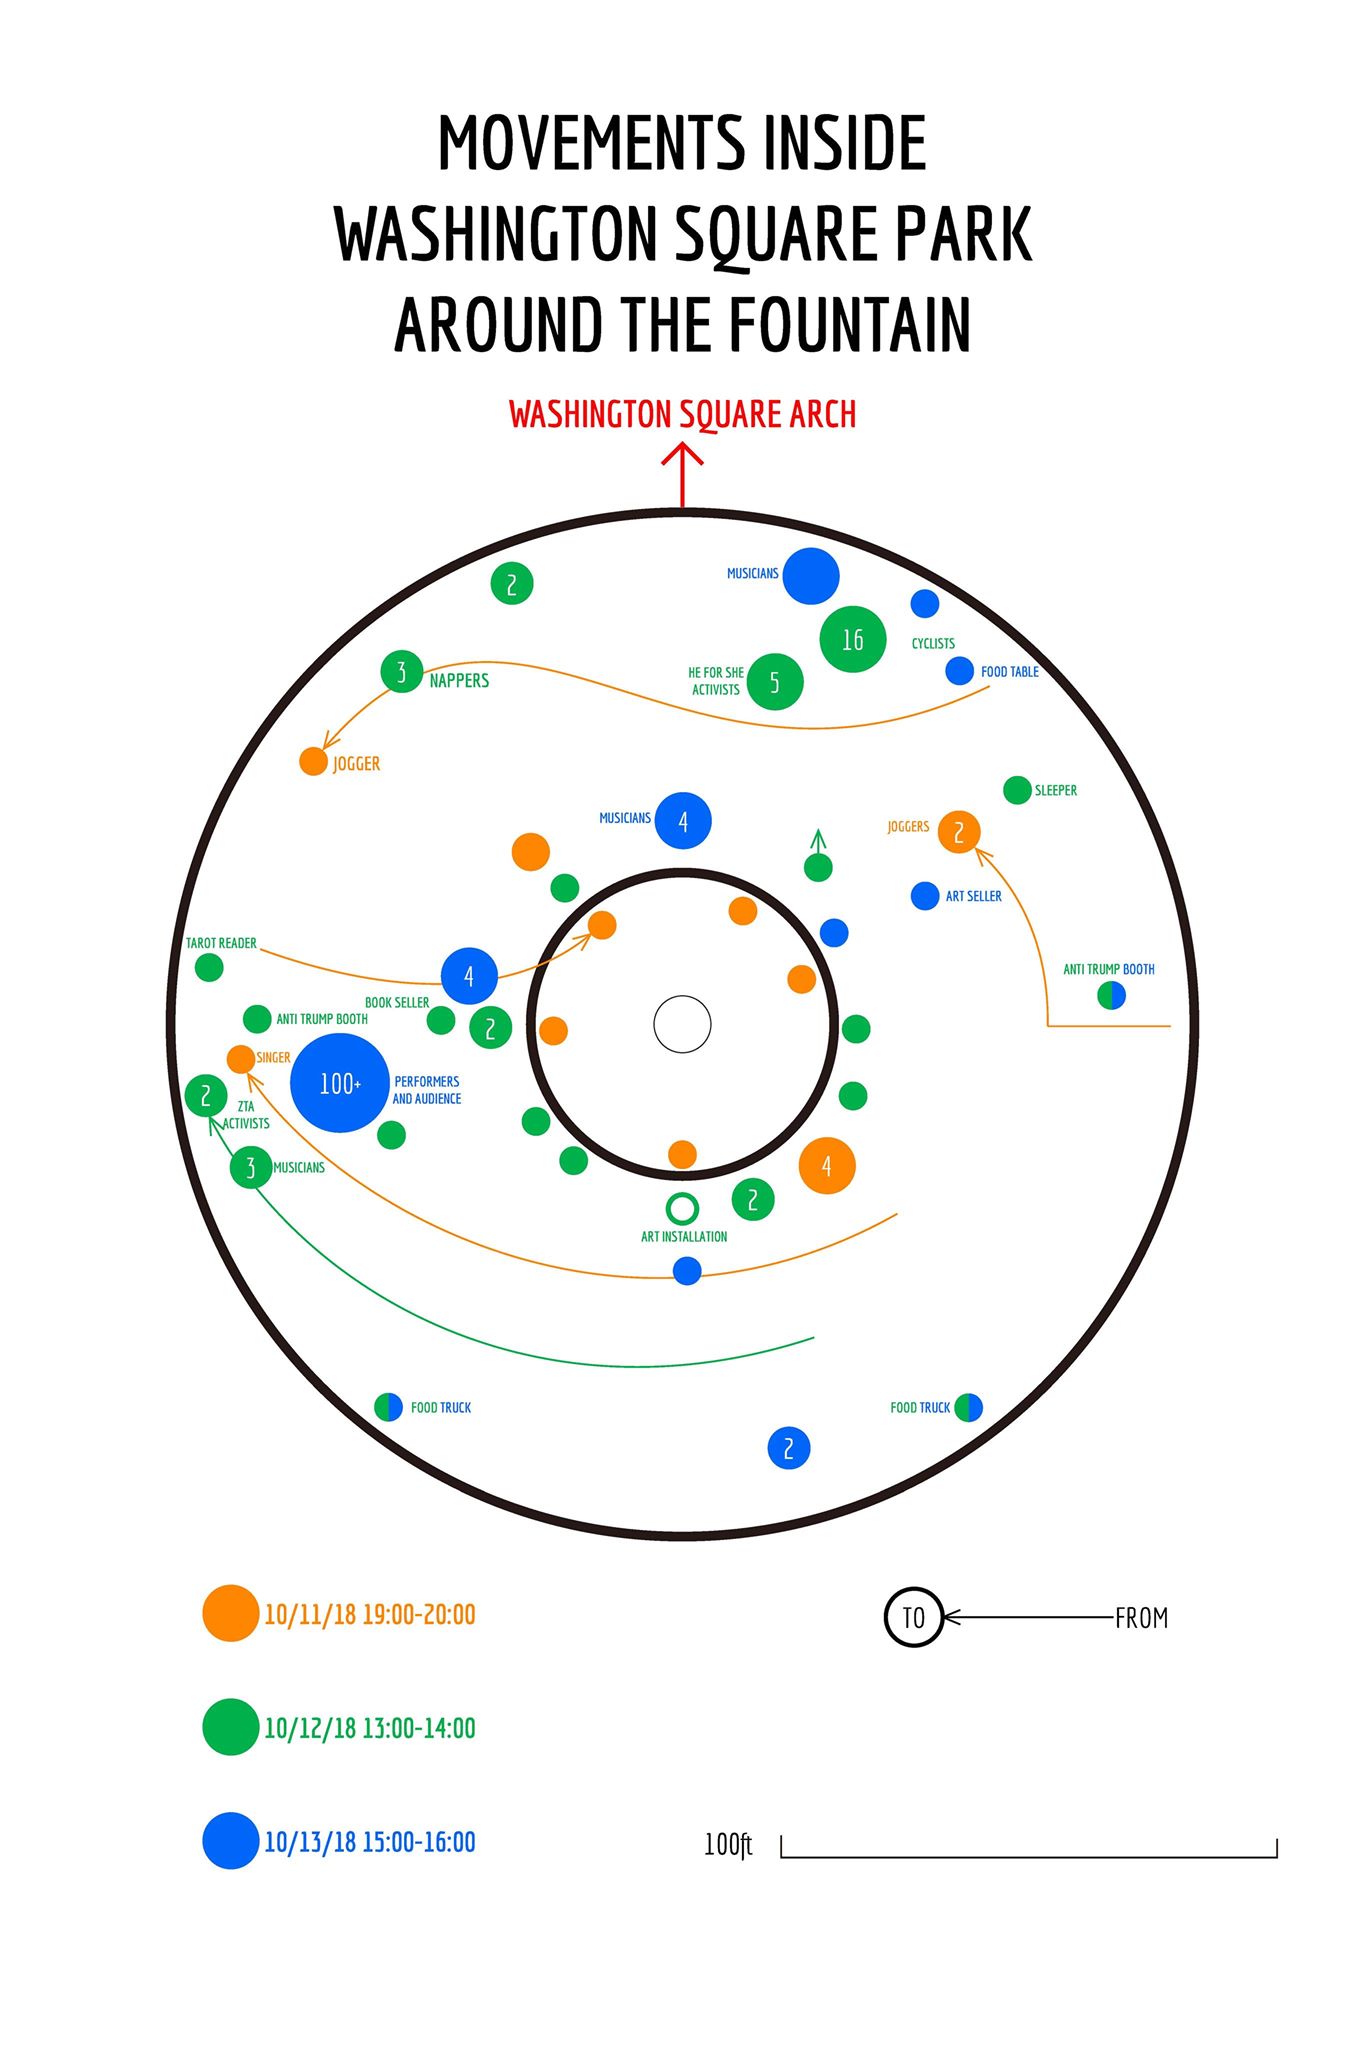 MOVEMENTS INSIDE
WASHINGTON SQUARE PARK
AROUND THE FOUNTAIN
WASHINGTON SQUARE ARCH
2
MUSICIANS
16
CYCLISTS
3
NAPPERS
HE FOR SHE
ACTIVISTS
5
FOOD TABLE
JOGGER
SLEEPER
MUSICIANS
4
JOGGERS
2
ART SELLER
TAROT READER
4
ANTI TRUMP BOOTH
BOOK SELLER
2
ANTI TRUMP BOOTH
SINGER
100+
PERFORMERS
AND AUDIENCE
2
ZTA
ACTIVISTS
3
MUSICIANS
4
2
ART INSTALLATION
FOOD TRUCK
FOOD TRUCK
2
10/11/18 19:00-20:00
TO
FROM
10/12/18 13:00-14:00
10/13/18 15:00-16:00
100ft